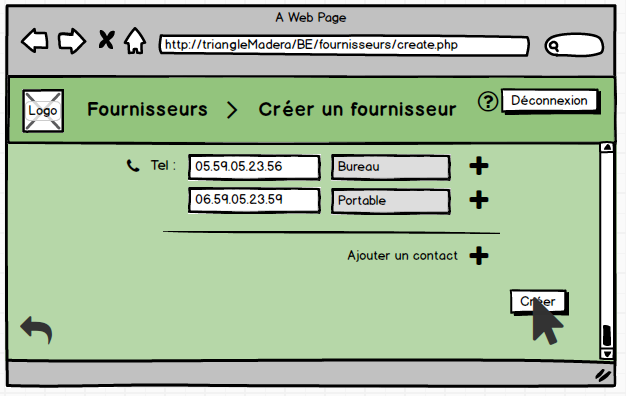 A Web Page
http://triangleMadera/BE/fournisseurs/create.php
Logo Fournisseurs > Créer un fournisseur ? Déconnexion
Tel : 05.59.05.23.56 Bureau
06.59.05.23.59 Portable
Ajouter un contact
Créer